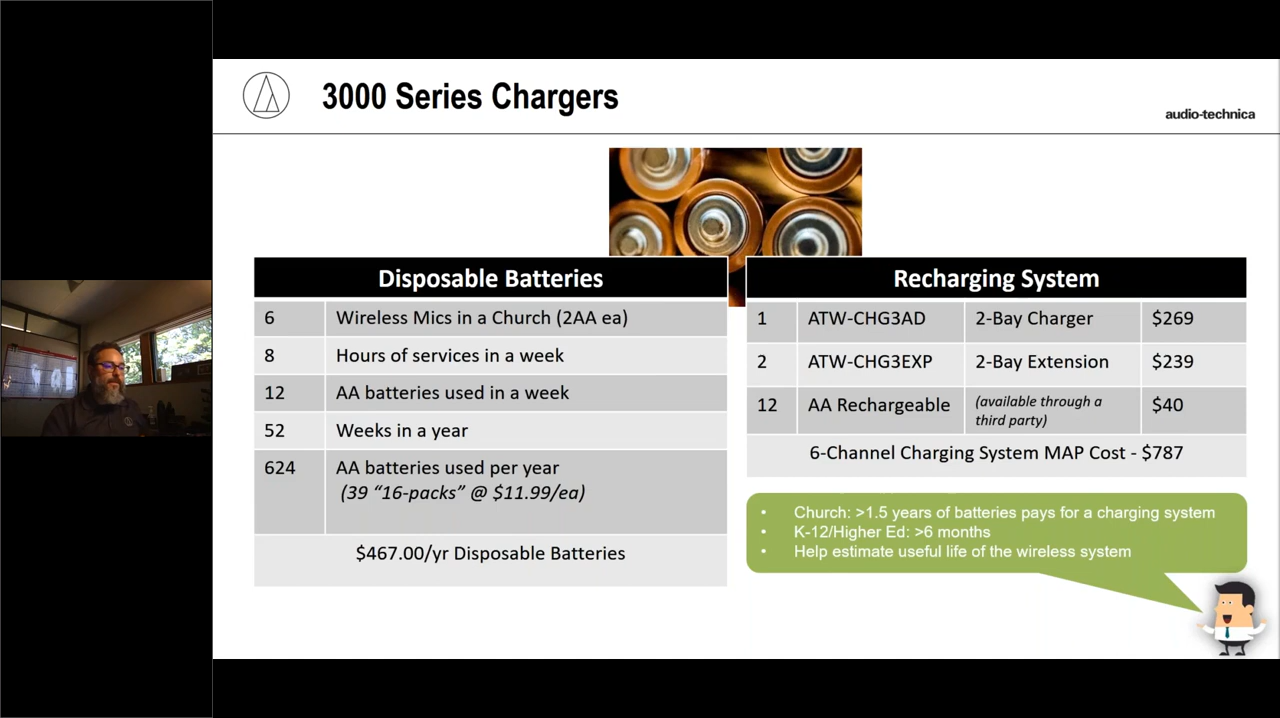 3000 Series Chargers
audio-technica
Disposable Batteries
6 Wireless Mics in a Church (2AA ea)
8 Hours of services in a week
12 AA batteries used in a week
52 Weeks in a year
624 AA batteries used per year
(39 “16-packs” @ $11.99/ea)
$467.00/yr Disposable Batteries
Recharging System
1 ATW-CHG3AD 2-Bay Charger $269
2 ATW-CHG3EXP 2-Bay Extension $239
12 AA Rechargeable (available through a
third party) $40
6-Channel Charging System MAP Cost - $787
• Church: >1.5 years of batteries pays for a charging system
• K-12/Higher Ed: >6 months
• Help estimate useful life of the wireless system